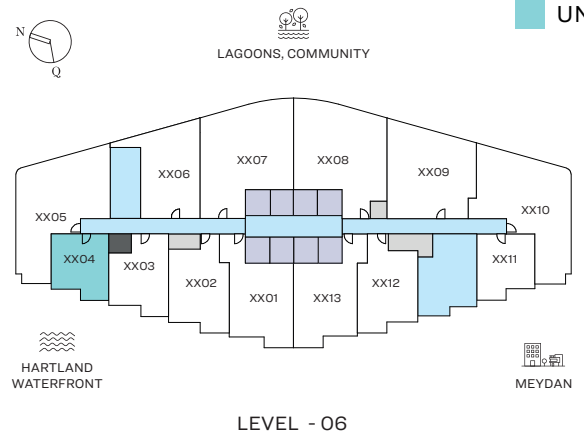 UN
N
Q
LAGOONS, COMMUNITY
XX07
XX08
XX06
XX09
XX05
XX10
XX04
XX03
XX11
XX02
XX12
XX01
XX13
HARTLAND
WATERFRONT
MEYDAN
LEVEL - 06